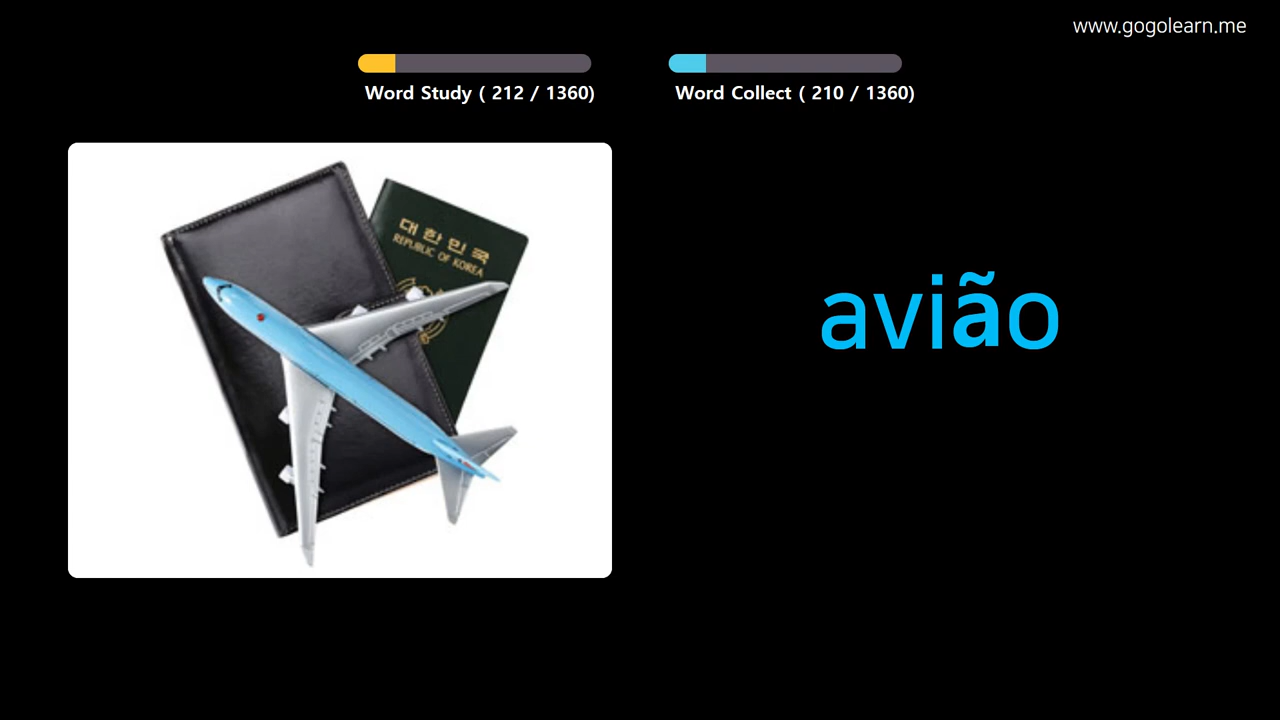 www.gogolearn.me
Word Study ( 212 / 1360)
Word Collect ( 210 / 1360)
대한민국
REPUBLIC OF KOREA
avião